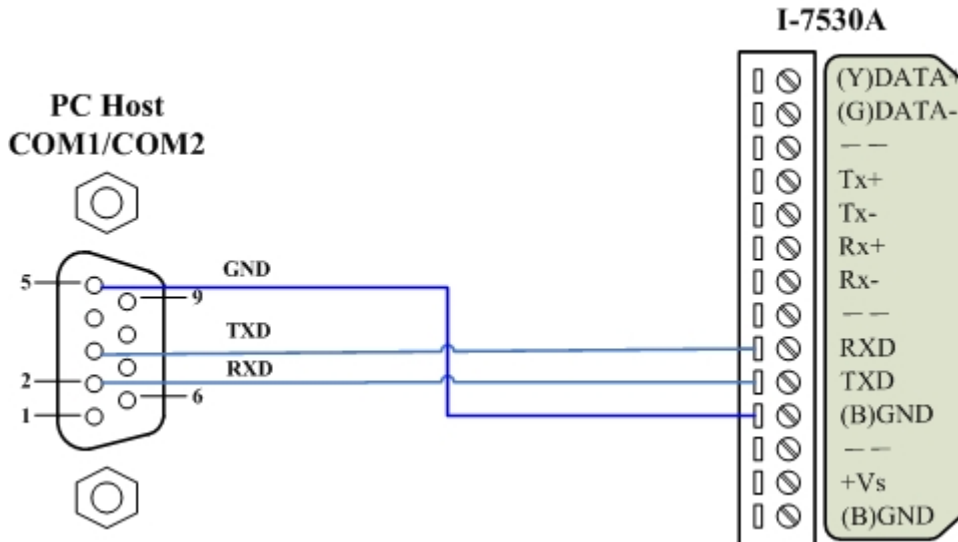 I-7530A
PC Host
COM1/COM2
5
9
2
6
1
GND
TXD
RXD
(Y)DATA+
(G)DATA-
— —
Tx+
Tx-
Rx+
Rx-
— —
RXD
TXD
(B)GND
— —
+Vs
(B)GND